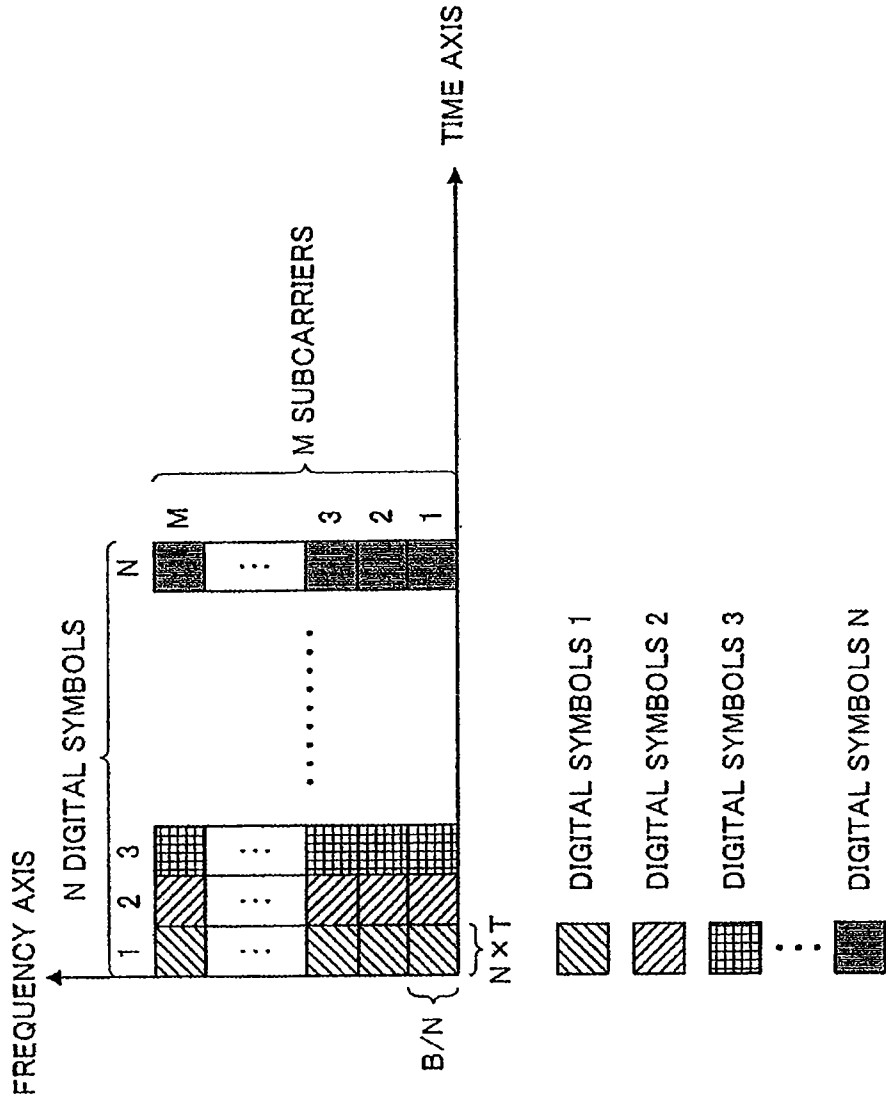 FREQUENCY AXIS
N DIGITAL SYMBOLS
1 2 3 N
M
...
3
2
1
M SUBCARRIERS
.........
B/N
N×T
TIME AXIS
DIGITAL SYMBOLS 1
DIGITAL SYMBOLS 2
DIGITAL SYMBOLS 3
...
DIGITAL SYMBOLS N